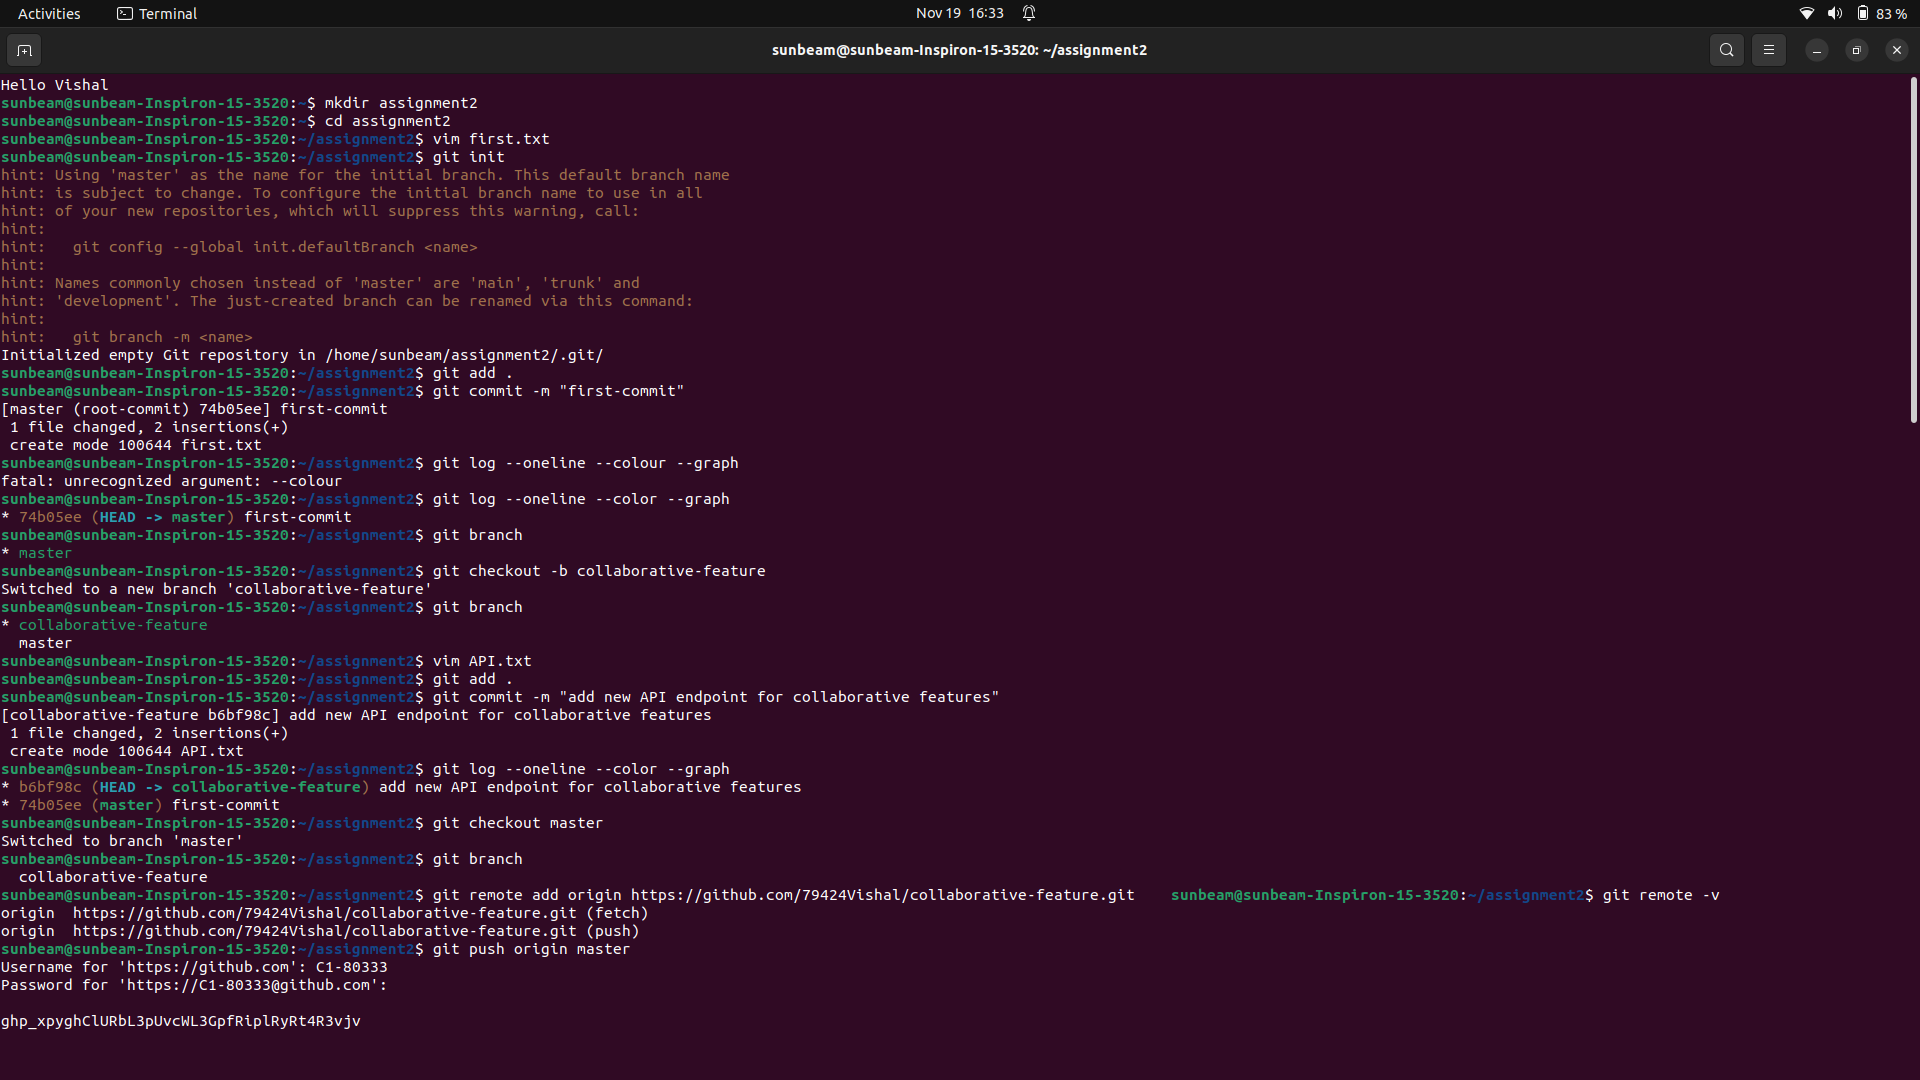 Activities Terminal Nov 19 16:33 83 %
sunbeam@sunbeam-Inspiron-15-3520: ~/assignment2
Hello Vishal
sunbeam@sunbeam-Inspiron-15-3520:~$ mkdir assignment2
sunbeam@sunbeam-Inspiron-15-3520:~$ cd assignment2
sunbeam@sunbeam-Inspiron-15-3520:~/assignment2$ vim first.txt
sunbeam@sunbeam-Inspiron-15-3520:~/assignment2$ git init
hint: Using 'master' as the name for the initial branch. This default branch name
hint: is subject to change. To configure the initial branch name to use in all
hint: of your new repositories, which will suppress this warning, call:
hint:
hint:   git config --global init.defaultBranch <name>
hint:
hint: Names commonly chosen instead of 'master' are 'main', 'trunk' and
hint: 'development'. The just-created branch can be renamed via this command:
hint:
hint:   git branch -m <name>
Initialized empty Git repository in /home/sunbeam/assignment2/.git/
sunbeam@sunbeam-Inspiron-15-3520:~/assignment2$ git add .
sunbeam@sunbeam-Inspiron-15-3520:~/assignment2$ git commit -m "first-commit"
[master (root-commit) 74b05ee] first-commit
 1 file changed, 2 insertions(+)
 create mode 100644 first.txt
sunbeam@sunbeam-Inspiron-15-3520:~/assignment2$ git log --oneline --colour --graph
fatal: unrecognized argument: --colour
sunbeam@sunbeam-Inspiron-15-3520:~/assignment2$ git log --oneline --color --graph
* 74b05ee (HEAD -> master) first-commit
sunbeam@sunbeam-Inspiron-15-3520:~/assignment2$ git branch
* master
sunbeam@sunbeam-Inspiron-15-3520:~/assignment2$ git checkout -b collaborative-feature
Switched to a new branch 'collaborative-feature'
sunbeam@sunbeam-Inspiron-15-3520:~/assignment2$ git branch
* collaborative-feature
  master
sunbeam@sunbeam-Inspiron-15-3520:~/assignment2$ vim API.txt
sunbeam@sunbeam-Inspiron-15-3520:~/assignment2$ git add .
sunbeam@sunbeam-Inspiron-15-3520:~/assignment2$ git commit -m "add new API endpoint for collaborative features"
[collaborative-feature b6bf98c] add new API endpoint for collaborative features
 1 file changed, 2 insertions(+)
 create mode 100644 API.txt
sunbeam@sunbeam-Inspiron-15-3520:~/assignment2$ git log --oneline --color --graph
* b6bf98c (HEAD -> collaborative-feature) add new API endpoint for collaborative features
* 74b05ee (master) first-commit
sunbeam@sunbeam-Inspiron-15-3520:~/assignment2$ git checkout master
Switched to branch 'master'
sunbeam@sunbeam-Inspiron-15-3520:~/assignment2$ git branch
  collaborative-feature
sunbeam@sunbeam-Inspiron-15-3520:~/assignment2$ git remote add origin https://github.com/79424Vishal/collaborative-feature.git    sunbeam@sunbeam-Inspiron-15-3520:~/assignment2$ git remote -v
origin  https://github.com/79424Vishal/collaborative-feature.git (fetch)
origin  https://github.com/79424Vishal/collaborative-feature.git (push)
sunbeam@sunbeam-Inspiron-15-3520:~/assignment2$ git push origin master
Username for 'https://github.com': C1-80333
Password for 'https://C1-80333@github.com':
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